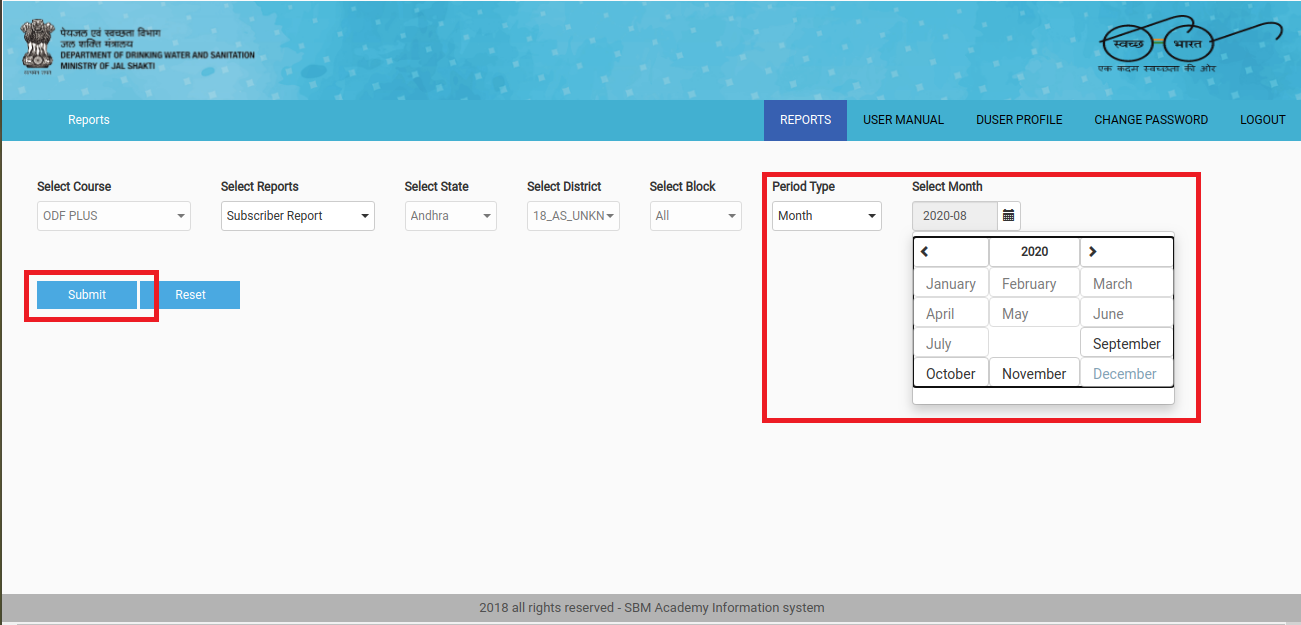 पेयजल एवं स्वच्छता विभाग
जल शक्ति मंत्रालय
DEPARTMENT OF DRINKING WATER AND SANITATION
MINISTRY OF JAL SHAKTI
स्वच्छ भारत
एक कदम स्वच्छता की ओर
Reports
REPORTS USER MANUAL DUSER PROFILE CHANGE PASSWORD LOGOUT
Select Course Select Reports Select State Select District Select Block Period Type Select Month
ODF PLUS Subscriber Report Andhra 18_AS_UNKN All Month 2020-08
2020
January February March
April May June
July September
October November December
Submit Reset
2018 all rights reserved - SBM Academy Information system